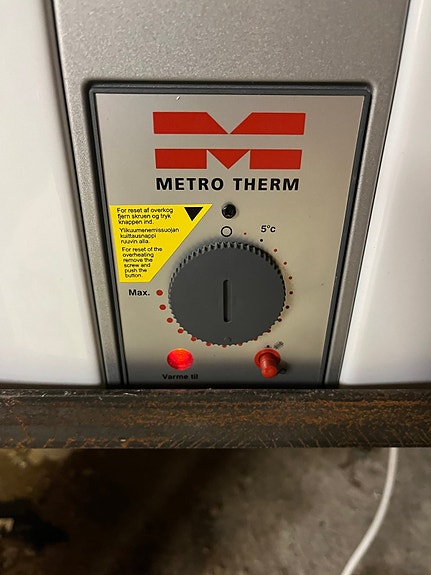 METRO THERM
For reset af overkog
fjern skruen og tryk
knappen ind.
Ylikuumenemissuojan
kuittausnappi
ruuvin alla.
For reset of the
overheating
remove the
screw and
push the
button.
5°c
Max.
Varme til